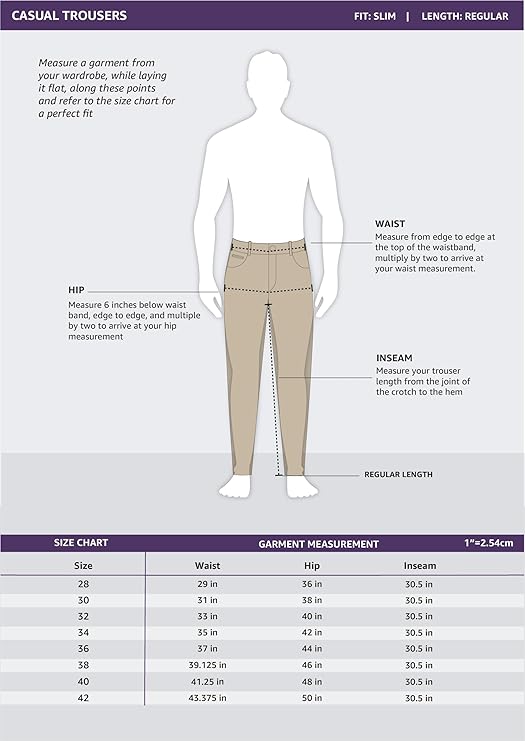 CASUAL TROUSERS
FIT: SLIM | LENGTH: REGULAR
Measure a garment from
your wardrobe, while laying
it flat, along these points
and refer to the size chart for
a perfect fit
WAIST
Measure from edge to edge at
the top of the waistband,
multiply by two to arrive at
your waist measurement.
HIP
Measure 6 inches below waist
band, edge to edge, and multiple
by two to arrive at your hip
measurement
INSEAM
Measure your trouser
length from the joint of
the crotch to the hem
REGULAR LENGTH
SIZE CHART GARMENT MEASUREMENT 1”=2.54cm
Size Waist Hip Inseam
28 29 in 36 in 30.5 in
30 31 in 38 in 30.5 in
32 33 in 40 in 30.5 in
34 35 in 42 in 30.5 in
36 37 in 44 in 30.5 in
38 39.125 in 46 in 30.5 in
40 41.25 in 48 in 30.5 in
42 43.375 in 50 in 30.5 in